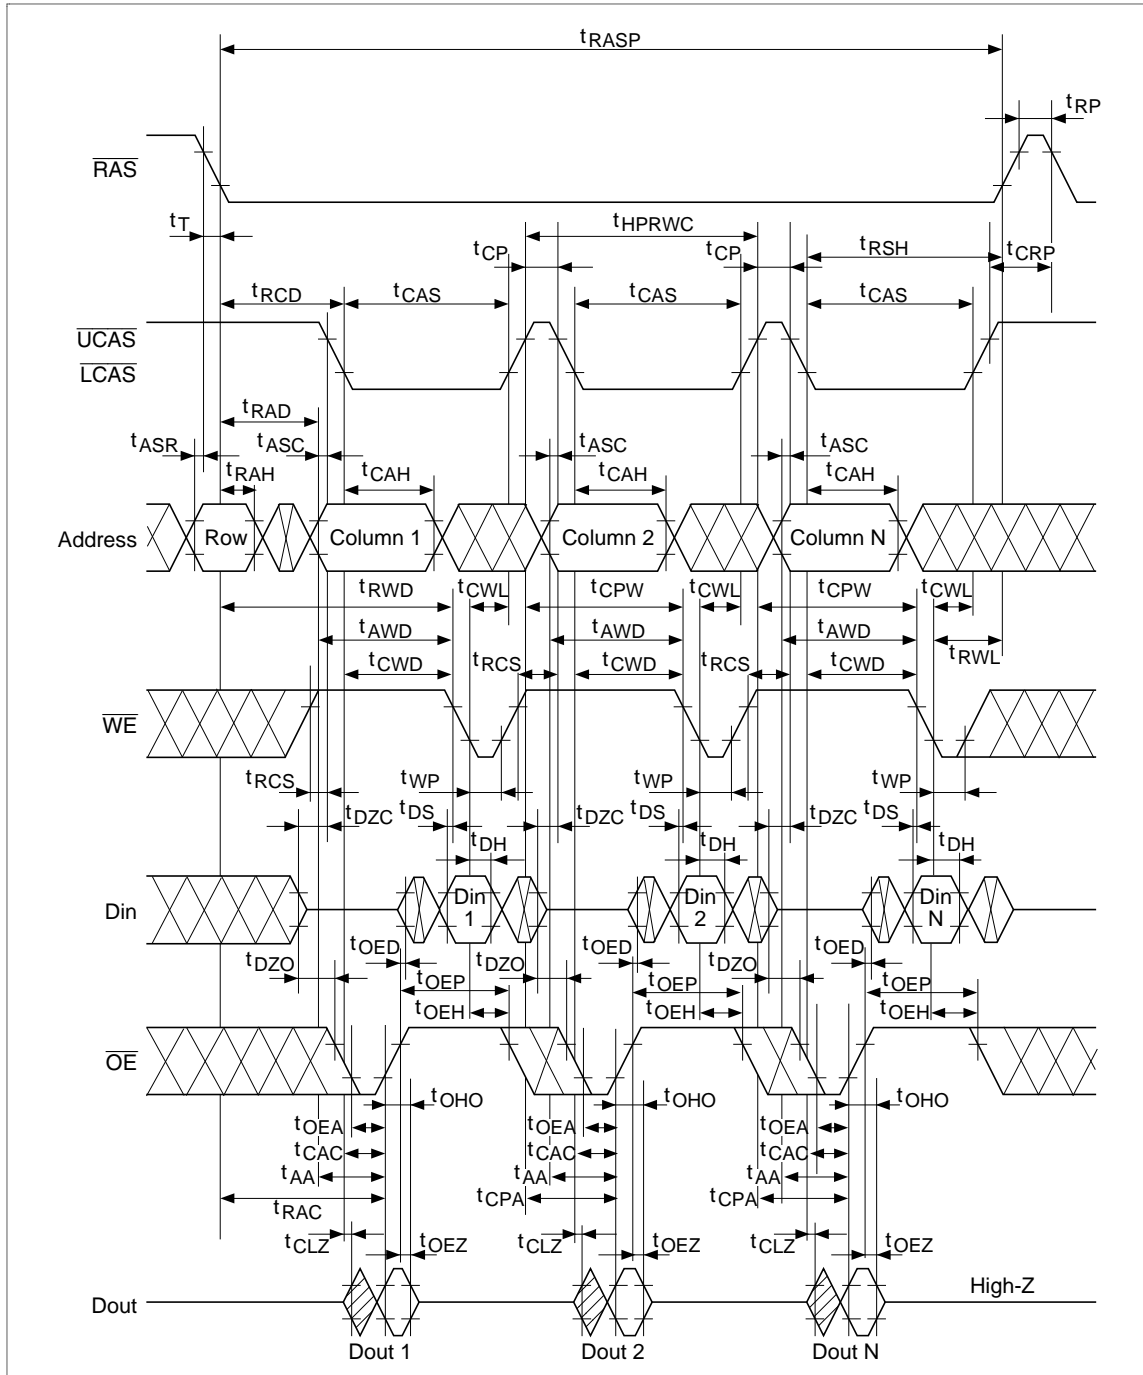 tRASP
tRP
RAS
tT
tHPRWC
tCP
tCP
tRSH
tCRP
tRCD
tCAS
tCAS
tCAS
UCAS
LCAS
tRAD
tASR
tASC
tASC
tASC
tRAH
tCAH
tCAH
tCAH
Address
Row
Column 1
Column 2
Column N
tRWD
tCWL
tCPW
tCWL
tCPW
tCWL
tAWD
tAWD
tAWD
tCWD
tRCS
tCWD
tRCS
tCWD
tRWL
WE
tRCS
tWP
tWP
tWP
tDZC
tDS
tDZC
tDS
tDZC
tDS
tDH
tDH
tDH
Din
Din 1
Din 2
Din N
tOED
tOED
tOED
tDZO
tDZO
tDZO
tOEP
tOEP
tOEP
tOEH
tOEH
tOEH
OE
tOHO
tOHO
tOHO
tOEA
tOEA
tOEA
tCAC
tCAC
tCAC
tAA
tAA
tAA
tRAC
tCPA
tCPA
tCLZ
tOEZ
tCLZ
tOEZ
tCLZ
tOEZ
High-Z
Dout
Dout 1
Dout 2
Dout N